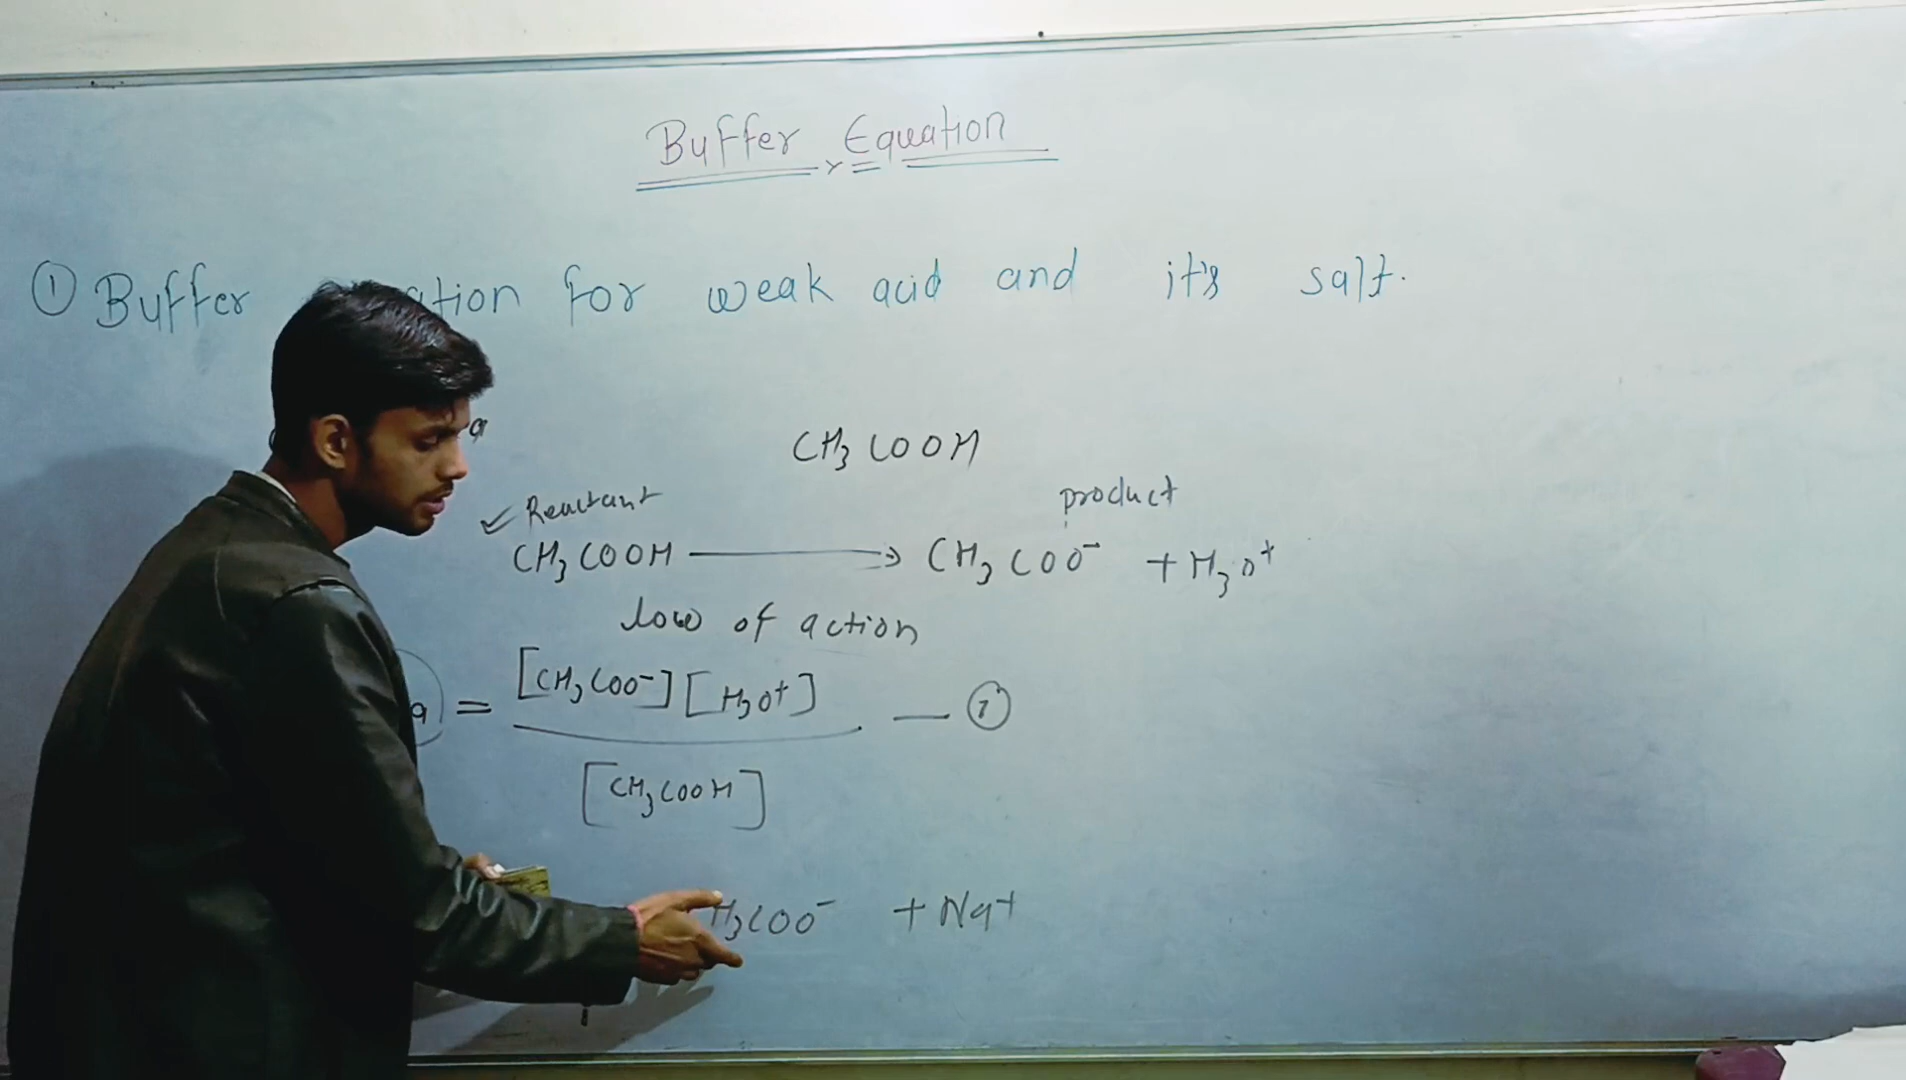 Buffer Equation
① Buffer ation for weak acid and it's salt.
a
CH₃COOH
✓ Reactant product
CH₃COOH ⟶ CH₃COO⁻ + H₃O⁺
low of action
a = [CH₃COO⁻][H₃O⁺] — ①
[CH₃COOH]
H₃COO⁻ + Na⁺